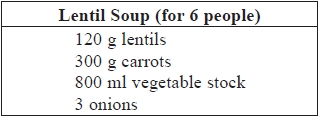 Lentil Soup (for 6 people)
120 g lentils
300 g carrots
800 ml vegetable stock
3 onions